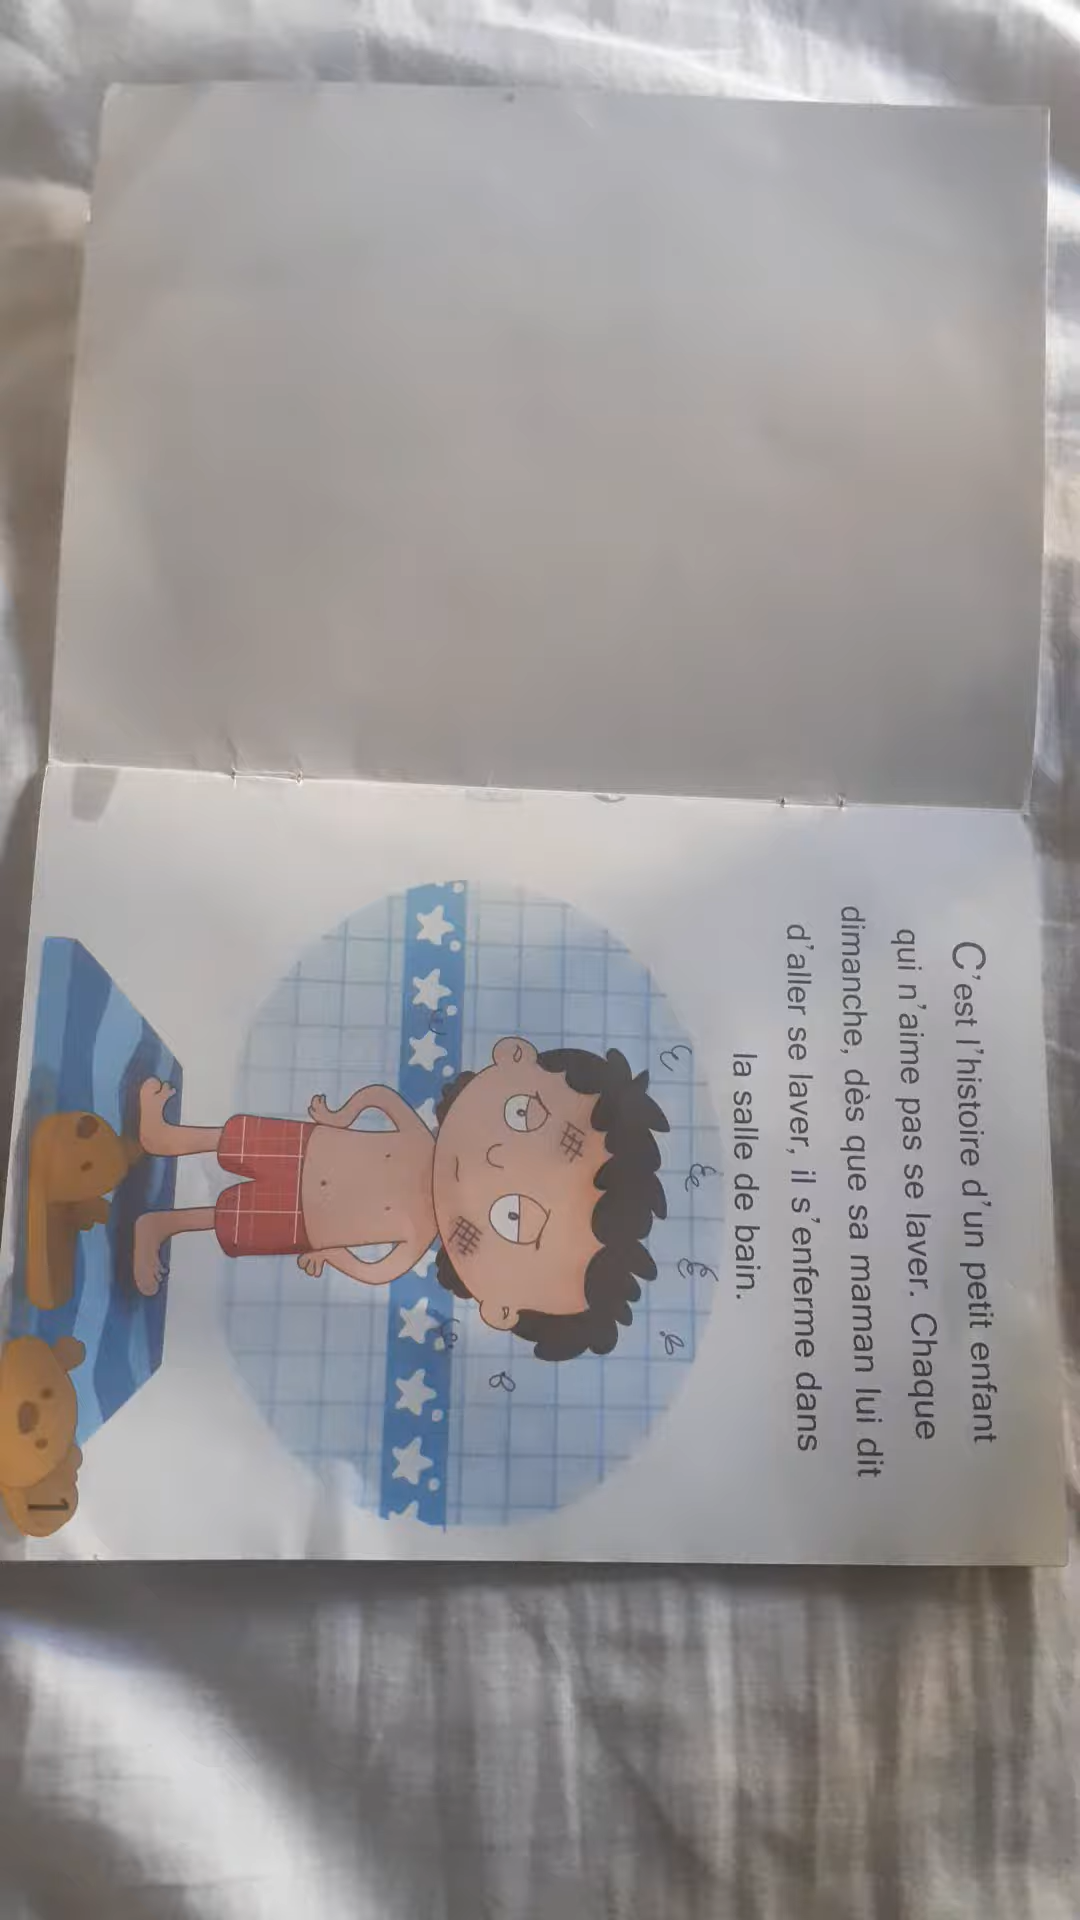 C'est l'histoire d'un petit enfant
qui n'aime pas se laver. Chaque
dimanche, dès que sa maman lui dit
d'aller se laver, il s'enferme dans
la salle de bain.
1